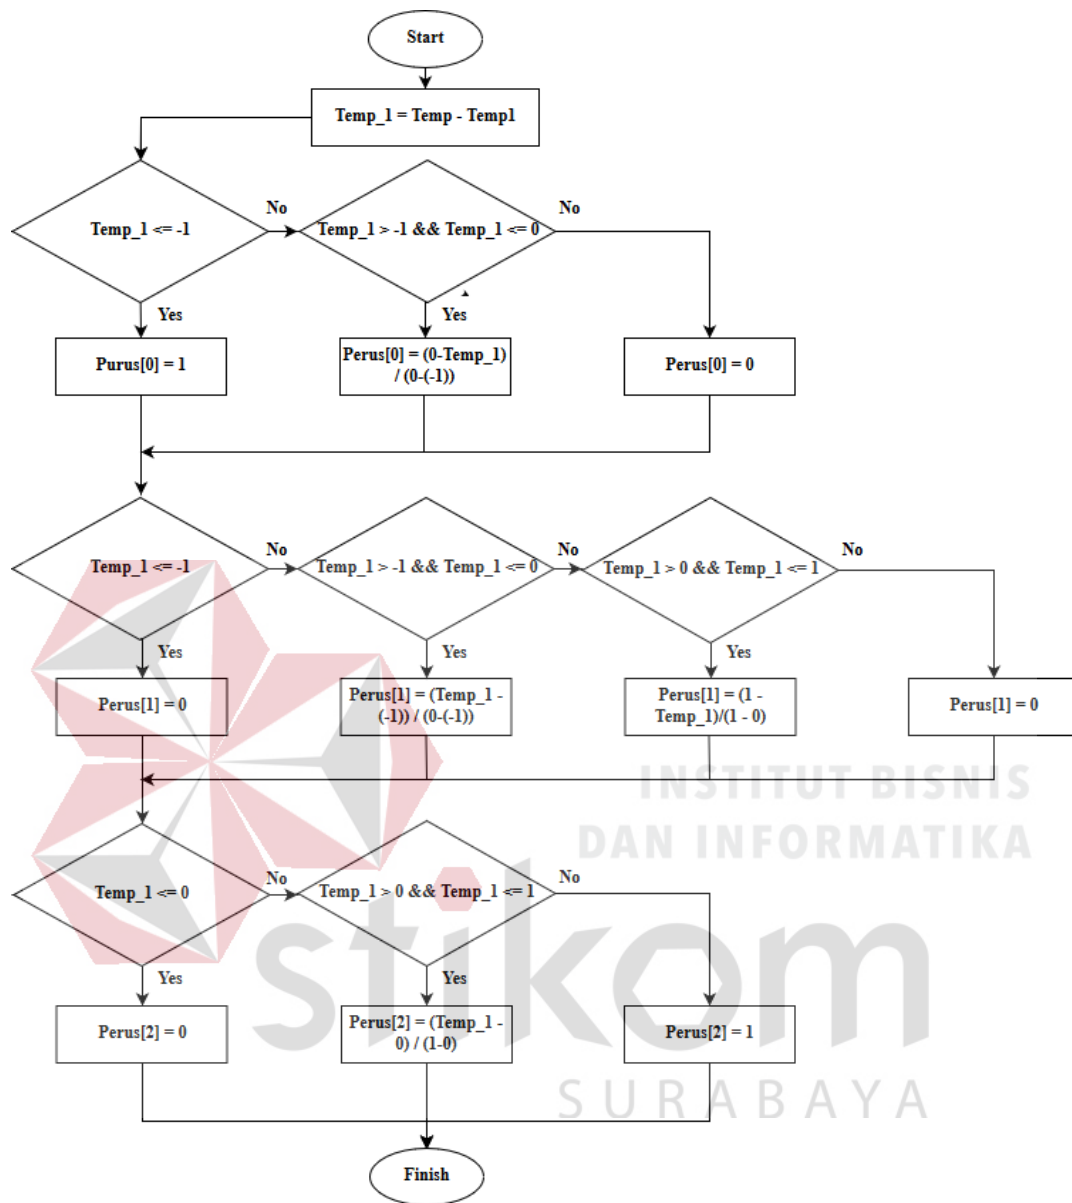 Start
Temp_1 = Temp - Temp1
Temp_1 <= -1
No
Temp_1 > -1 && Temp_1 <= 0
No
Yes
Yes
Purus[0] = 1
Perus[0] = (0-Temp_1)
/ (0-(-1))
Perus[0] = 0
Temp_1 <= -1
No
Temp_1 > -1 && Temp_1 <= 0
No
Temp_1 > 0 && Temp_1 <= 1
No
Yes
Yes
Yes
Perus[1] = 0
Perus[1] = (Temp_1 -
(-1)) / (0-(-1))
Perus[1] = (1 -
Temp_1)/(1 - 0)
Perus[1] = 0
INSTITUT BISNIS
DAN INFORMATIKA
Temp_1 <= 0
No
Temp_1 > 0 && Temp_1 <= 1
No
Yes
Yes
stikom
Perus[2] = 0
Perus[2] = (Temp_1 -
0) / (1-0)
Perus[2] = 1
SURABAYA
Finish